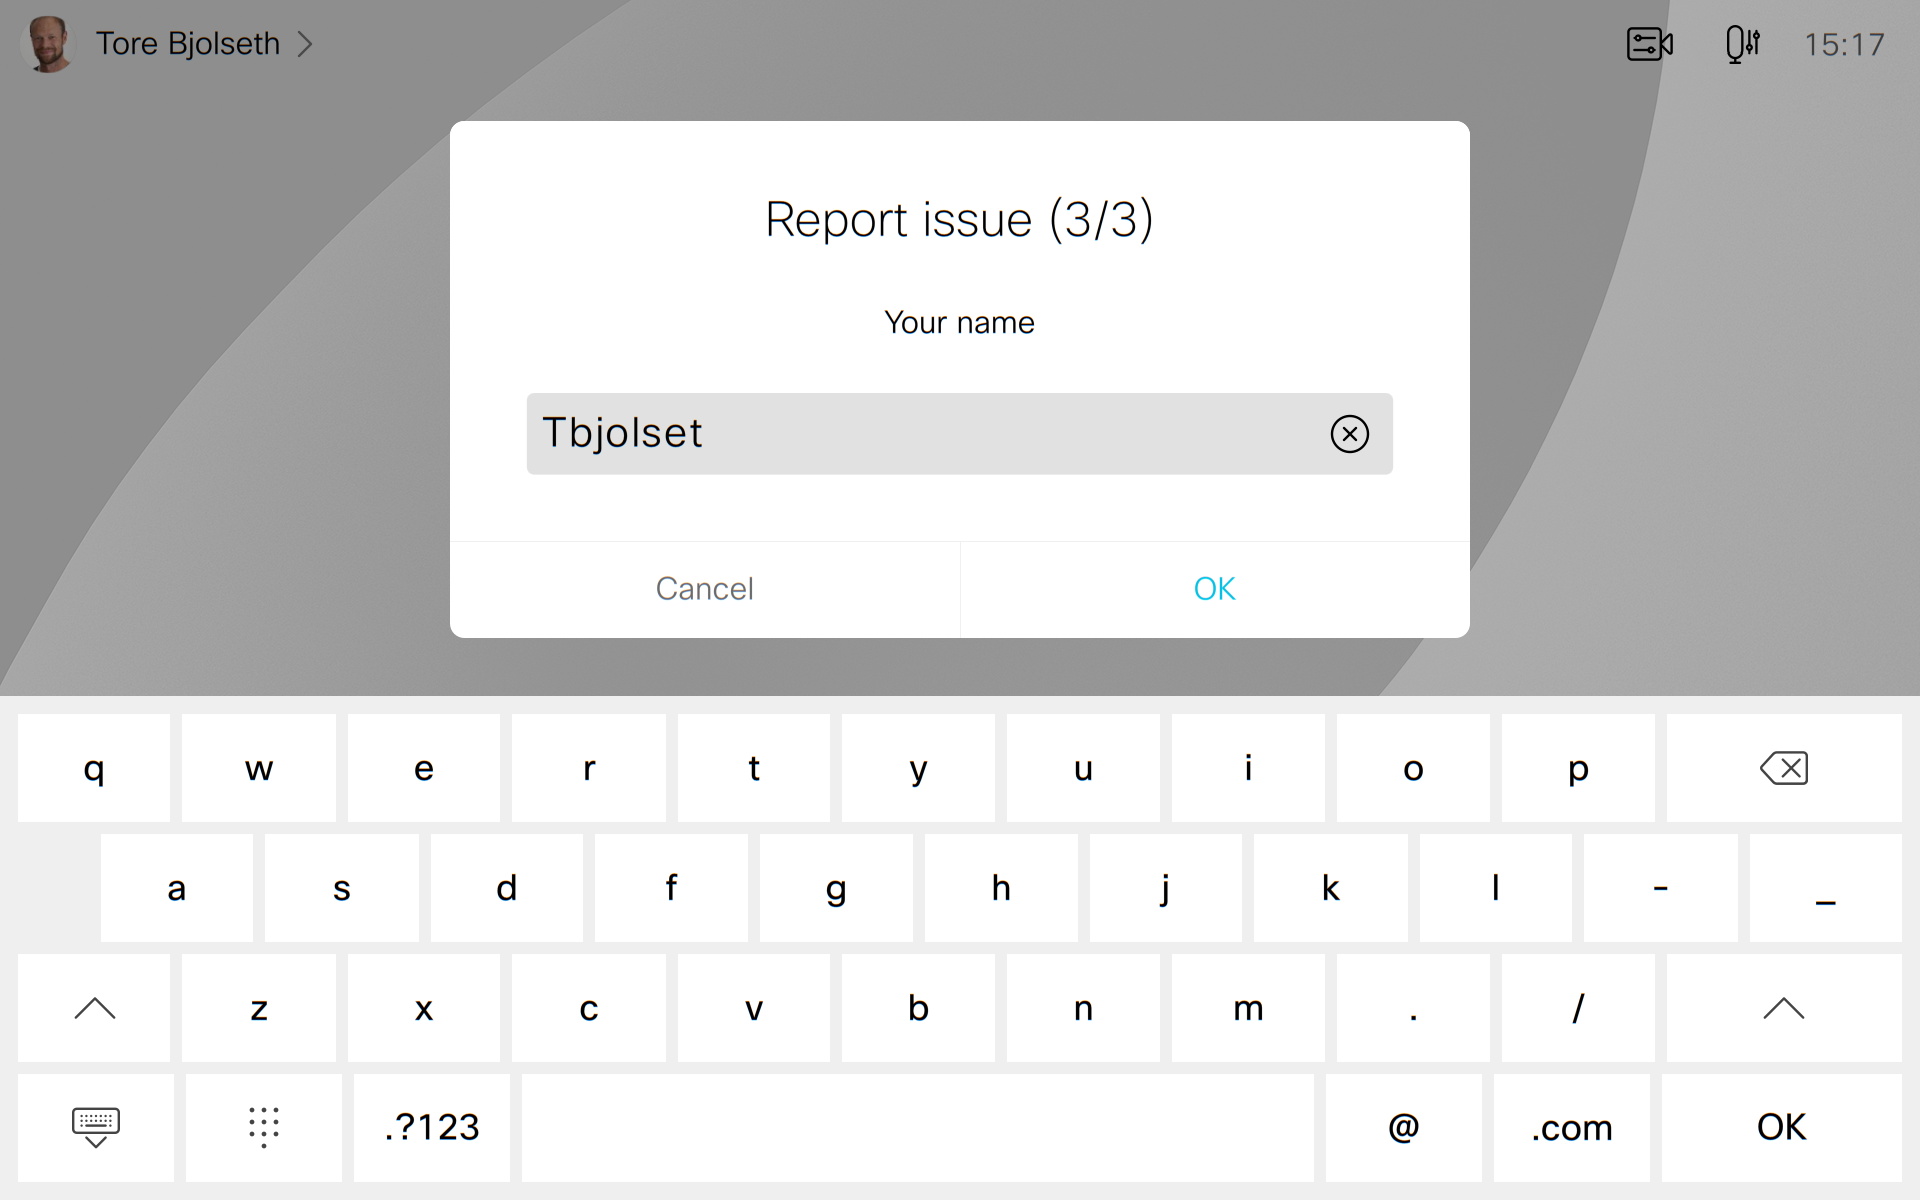 Tore Bjolseth
15:17
Report issue (3/3)
Your name
Tbjolset
Cancel
OK
q w e r t y u i o p
a s d f g h j k l - _
z x c v b n m . /
.?123 @ .com OK